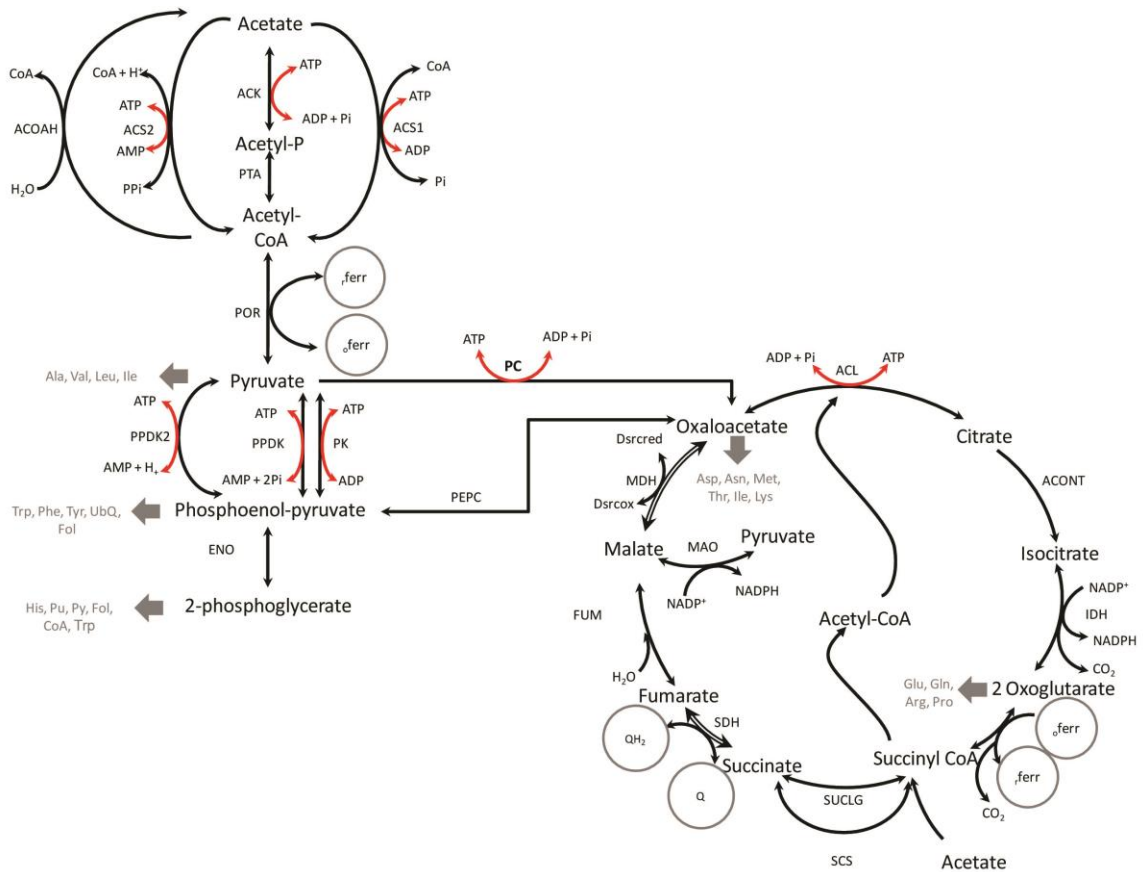 Acetate
CoA
CoA + H⁺
ATP
CoA
ACK
ATP
ATP
ACOAH
ACS2
ADP + Pi
ACS1
AMP
Acetyl-P
ADP
PTA
H₂O
PPi
Pi
Acetyl-
CoA
rferr
POR
oferr
ATP
ADP + Pi
PC
ADP + Pi
ACL
ATP
Ala, Val, Leu, Ile
Pyruvate
ATP
ATP
ATP
PPDK2
PPDK
PK
AMP + H₊
AMP + 2Pi
ADP
Oxaloacetate
Citrate
Dsrcred
MDH
Dsrcox
Asp, Asn, Met,
Thr, Ile, Lys
ACONT
PEPC
Trp, Phe, Tyr, UbQ,
Fol
Phosphoenol-pyruvate
ENO
Malate
MAO
Pyruvate
Isocitrate
NADP⁺
NADPH
NADP⁺
IDH
NADPH
CO₂
His, Pu, Py, Fol,
CoA, Trp
2-phosphoglycerate
FUM
Acetyl-CoA
H₂O
Fumarate
Glu, Gln,
Arg, Pro
2 Oxoglutarate
SDH
QH₂
oferr
Succinate
Succinyl CoA
rferr
Q
SUCLG
CO₂
SCS
Acetate